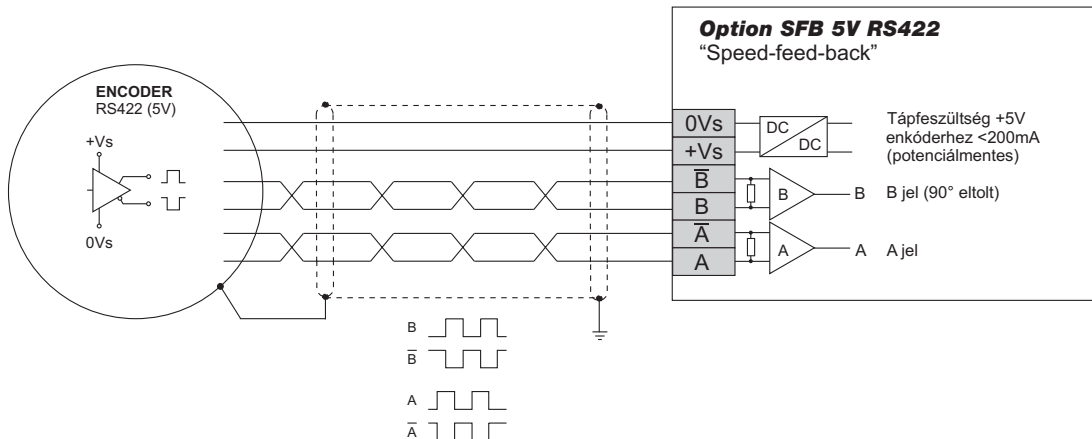 Option SFB 5V RS422
“Speed-feed-back”
ENCODER
RS422 (5V)
+Vs
0Vs
0Vs
+Vs
B̅
B
A̅
A
DC
DC
Tápfeszültség +5V
enkóderhez <200mA
(potenciálmentes)
B
B
B jel (90° eltolt)
A
A
A jel
B
B̅
A
A̅